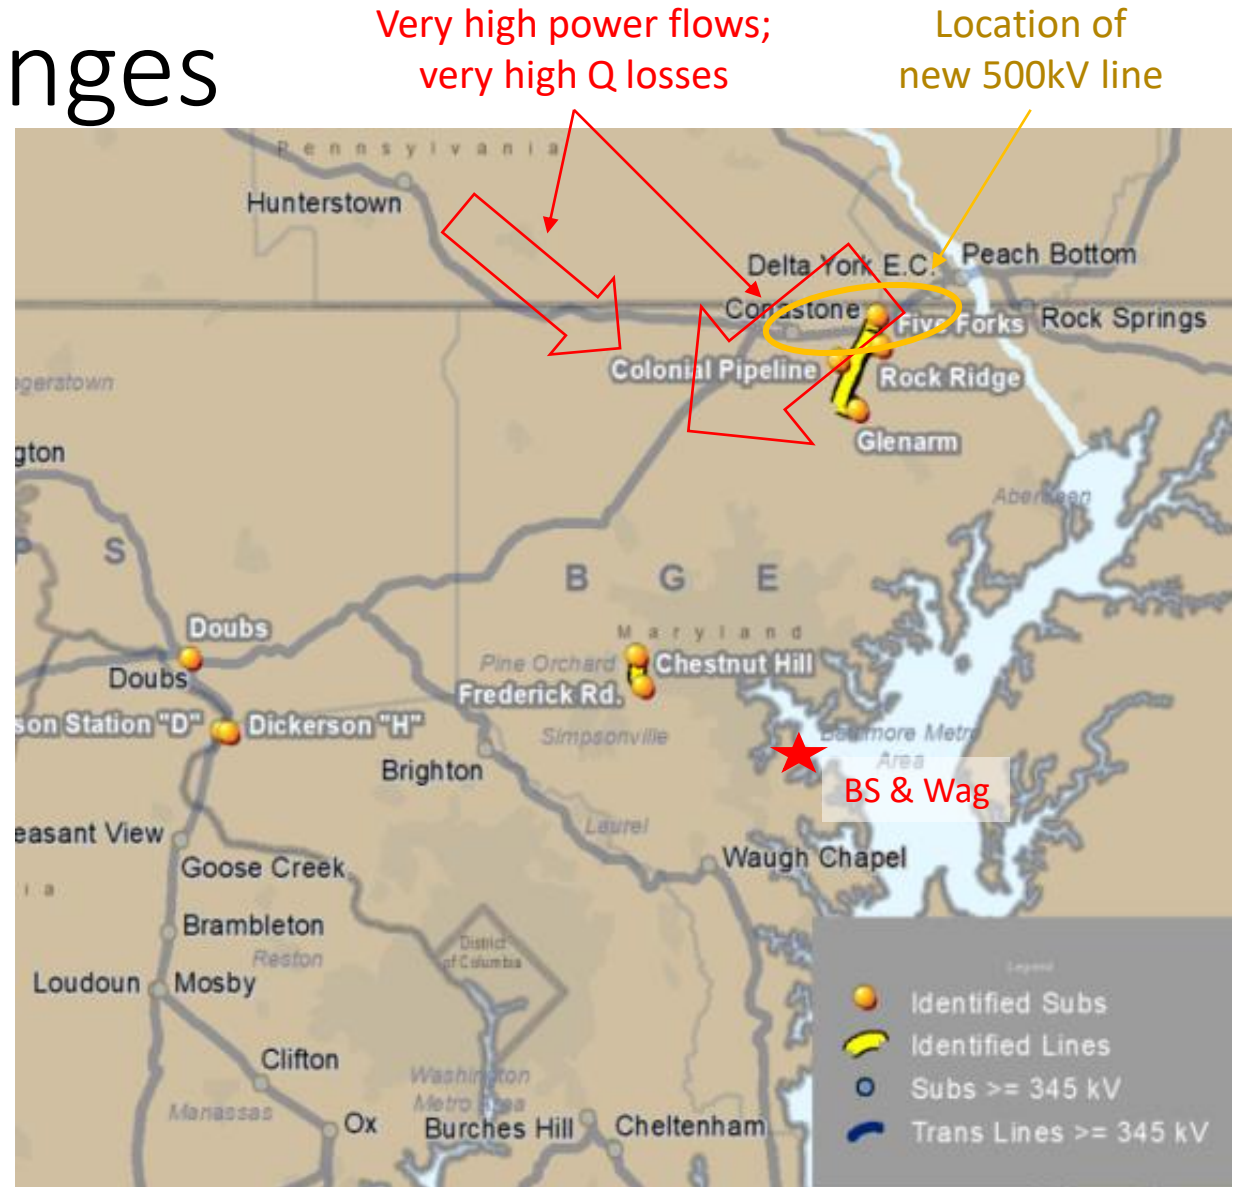 nges
Very high power flows;
very high Q losses
Location of
new 500kV line
Pennsylvania
Hunterstown
Delta York E.C.
Peach Bottom
Conastone
Five Forks
Rock Springs
Colonial Pipeline
Rock Ridge
gerstown
Glenarm
gton
Aberdeen
S
B G E
Doubs
Maryland
Pine Orchard
Chestnut Hill
Doubs
Frederick Rd.
son Station "D"
Dickerson "H"
Simpsonville
Baltimore Metro
Area
Brighton
BS & Wag
Laurel
easant View
Waugh Chapel
Goose Creek
i a
Brambleton
District
of Columbia
Reston
Loudoun
Mosby
Legend
Identified Subs
Identified Lines
Clifton
Subs >= 345 kV
Washington
Metro Area
Manassas
Ox
Burches Hill
Cheltenham
Trans Lines >= 345 kV